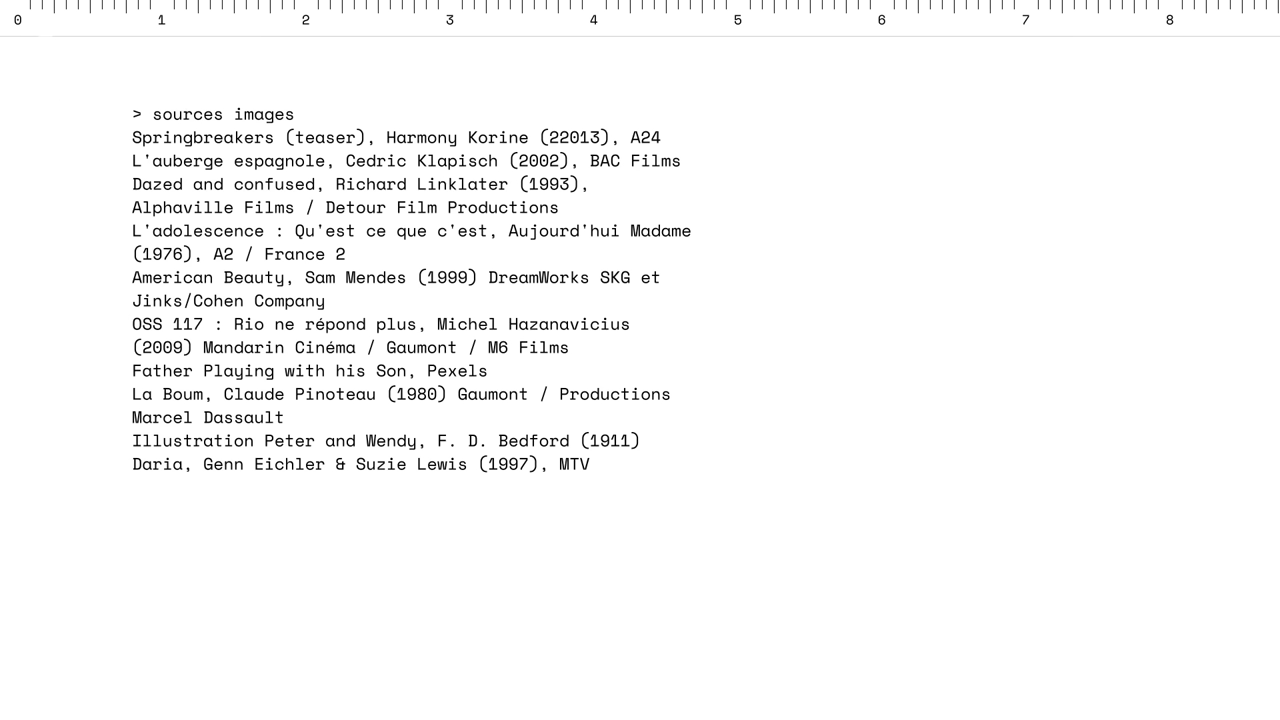 0 1 2 3 4 5 6 7 8
> sources images
Springbreakers (teaser), Harmony Korine (22013), A24
L'auberge espagnole, Cedric Klapisch (2002), BAC Films
Dazed and confused, Richard Linklater (1993),
Alphaville Films / Detour Film Productions
L'adolescence : Qu'est ce que c'est, Aujourd'hui Madame
(1976), A2 / France 2
American Beauty, Sam Mendes (1999) DreamWorks SKG et
Jinks/Cohen Company
OSS 117 : Rio ne répond plus, Michel Hazanavicius
(2009) Mandarin Cinéma / Gaumont / M6 Films
Father Playing with his Son, Pexels
La Boum, Claude Pinoteau (1980) Gaumont / Productions
Marcel Dassault
Illustration Peter and Wendy, F. D. Bedford (1911)
Daria, Genn Eichler & Suzie Lewis (1997), MTV